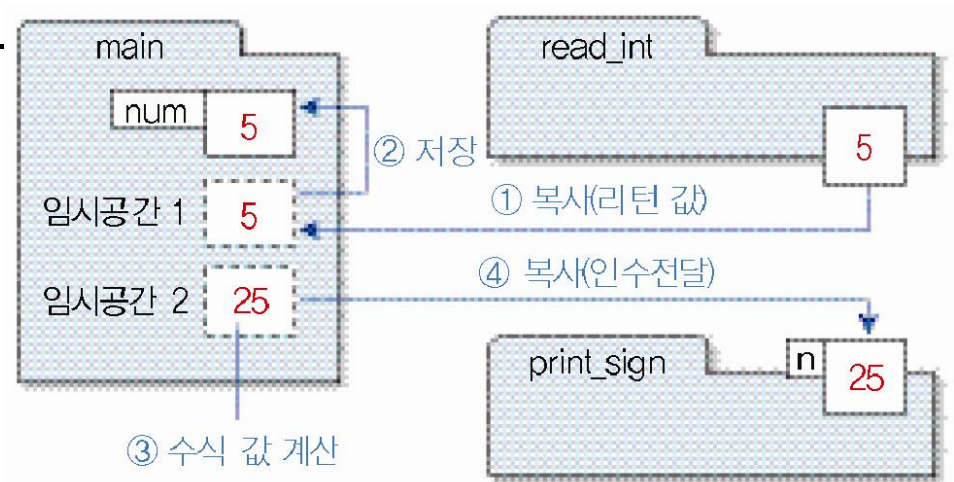 main
num
5
② 저장
임시공간 1
5
임시공간 2
25
③ 수식 값 계산
read_int
5
① 복사(리턴 값)
④ 복사(인수전달)
print_sign
n
25